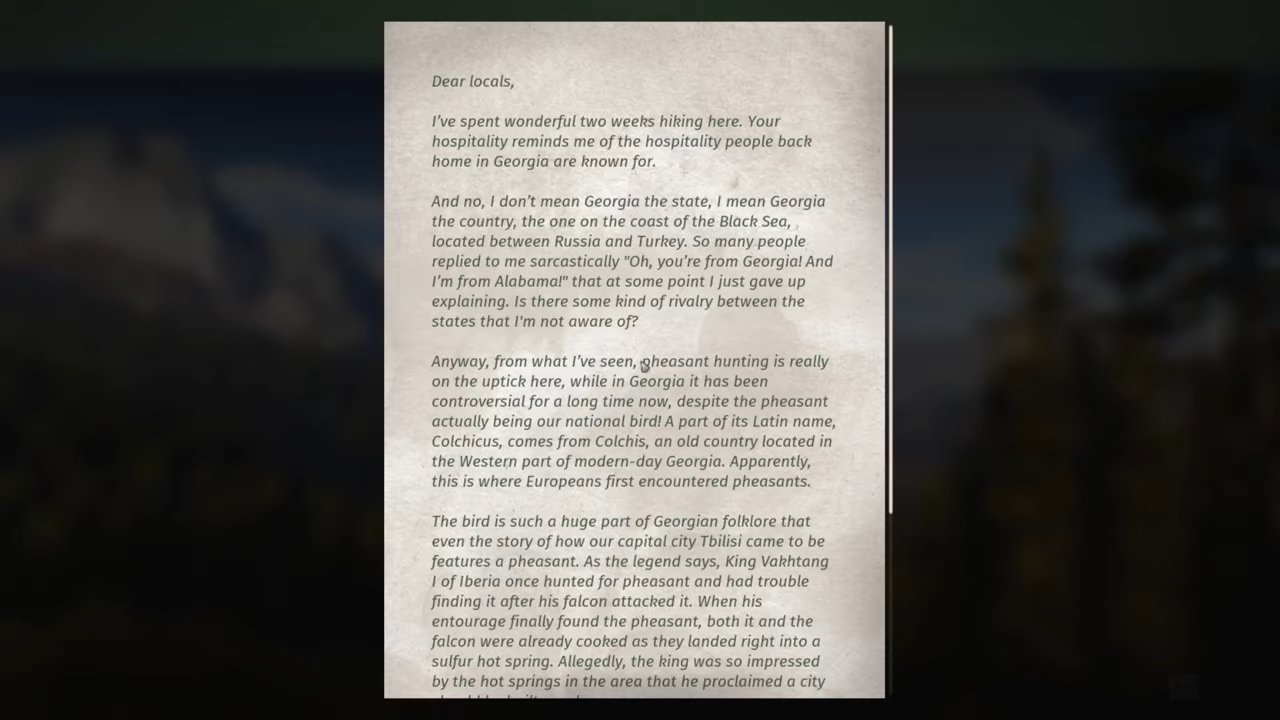 Dear locals,
I've spent wonderful two weeks hiking here. Your
hospitality reminds me of the hospitality people back
home in Georgia are known for.
And no, I don't mean Georgia the state, I mean Georgia
the country, the one on the coast of the Black Sea,
located between Russia and Turkey. So many people
replied to me sarcastically "Oh, you're from Georgia! And
I'm from Alabama!" that at some point I just gave up
explaining. Is there some kind of rivalry between the
states that I'm not aware of?
Anyway, from what I've seen, pheasant hunting is really
on the uptick here, while in Georgia it has been
controversial for a long time now, despite the pheasant
actually being our national bird! A part of its Latin name,
Colchicus, comes from Colchis, an old country located in
the Western part of modern-day Georgia. Apparently,
this is where Europeans first encountered pheasants.
The bird is such a huge part of Georgian folklore that
even the story of how our capital city Tbilisi came to be
features a pheasant. As the legend says, King Vakhtang
I of Iberia once hunted for pheasant and had trouble
finding it after his falcon attacked it. When his
entourage finally found the pheasant, both it and the
falcon were already cooked as they landed right into a
sulfur hot spring. Allegedly, the king was so impressed
by the hot springs in the area that he proclaimed a city